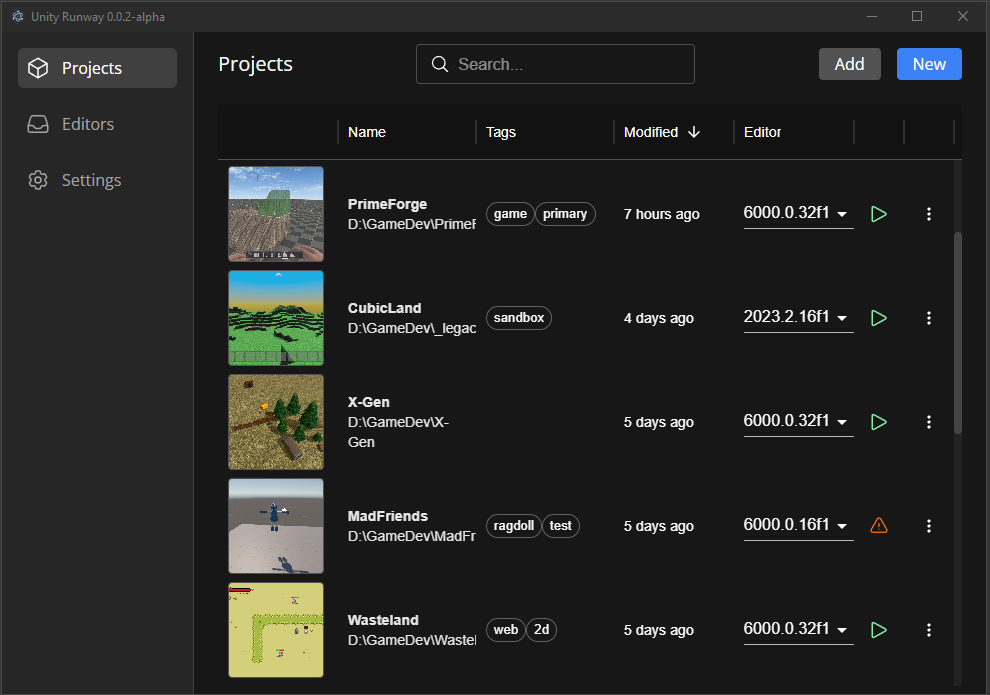 Unity Runway 0.0.2-alpha
Projects
Editors
Settings
Projects
Search...
Add
New
Name
Tags
Modified
Editor
PrimeForge
D:\GameDev\PrimeF
game
primary
7 hours ago
6000.0.32f1
CubicLand
D:\GameDev\_legac
sandbox
4 days ago
2023.2.16f1
X-Gen
D:\GameDev\X-
Gen
5 days ago
6000.0.32f1
MadFriends
D:\GameDev\MadFr
ragdoll
test
5 days ago
6000.0.16f1
Wasteland
D:\GameDev\Wastel
web
2d
5 days ago
6000.0.32f1